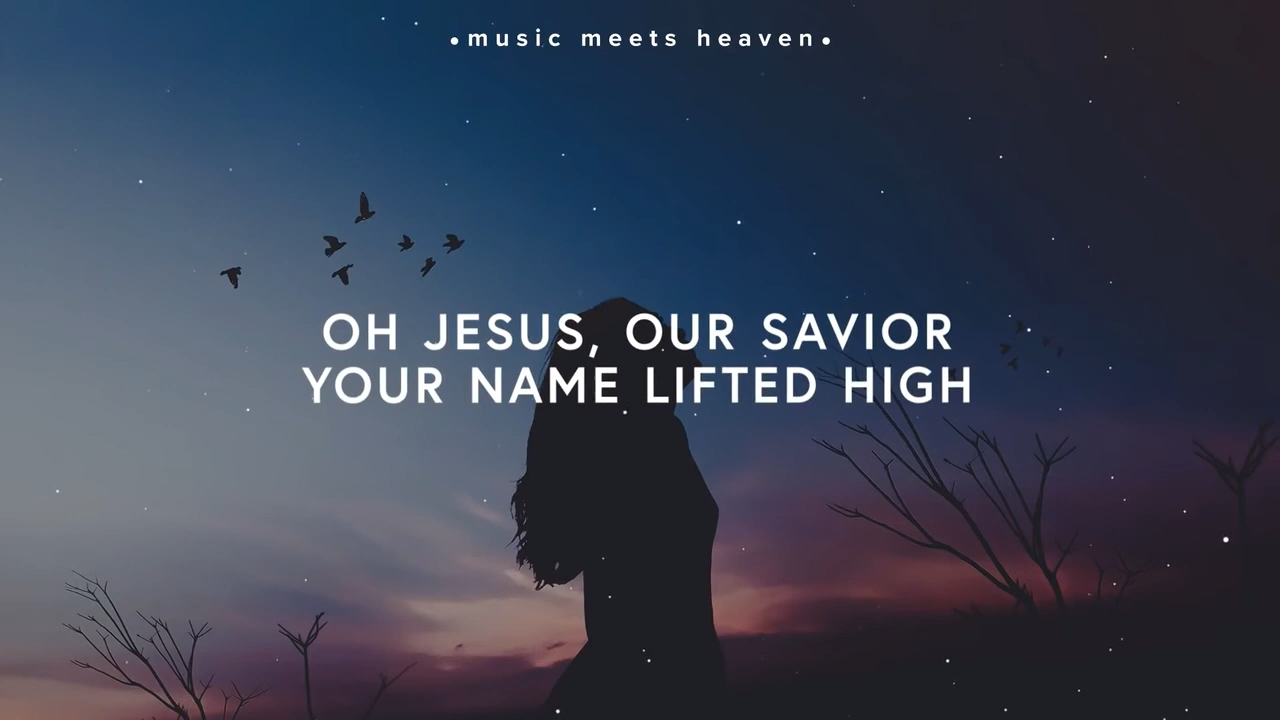 •music meets heaven•
OH JESUS, OUR SAVIOR
YOUR NAME LIFTED HIGH